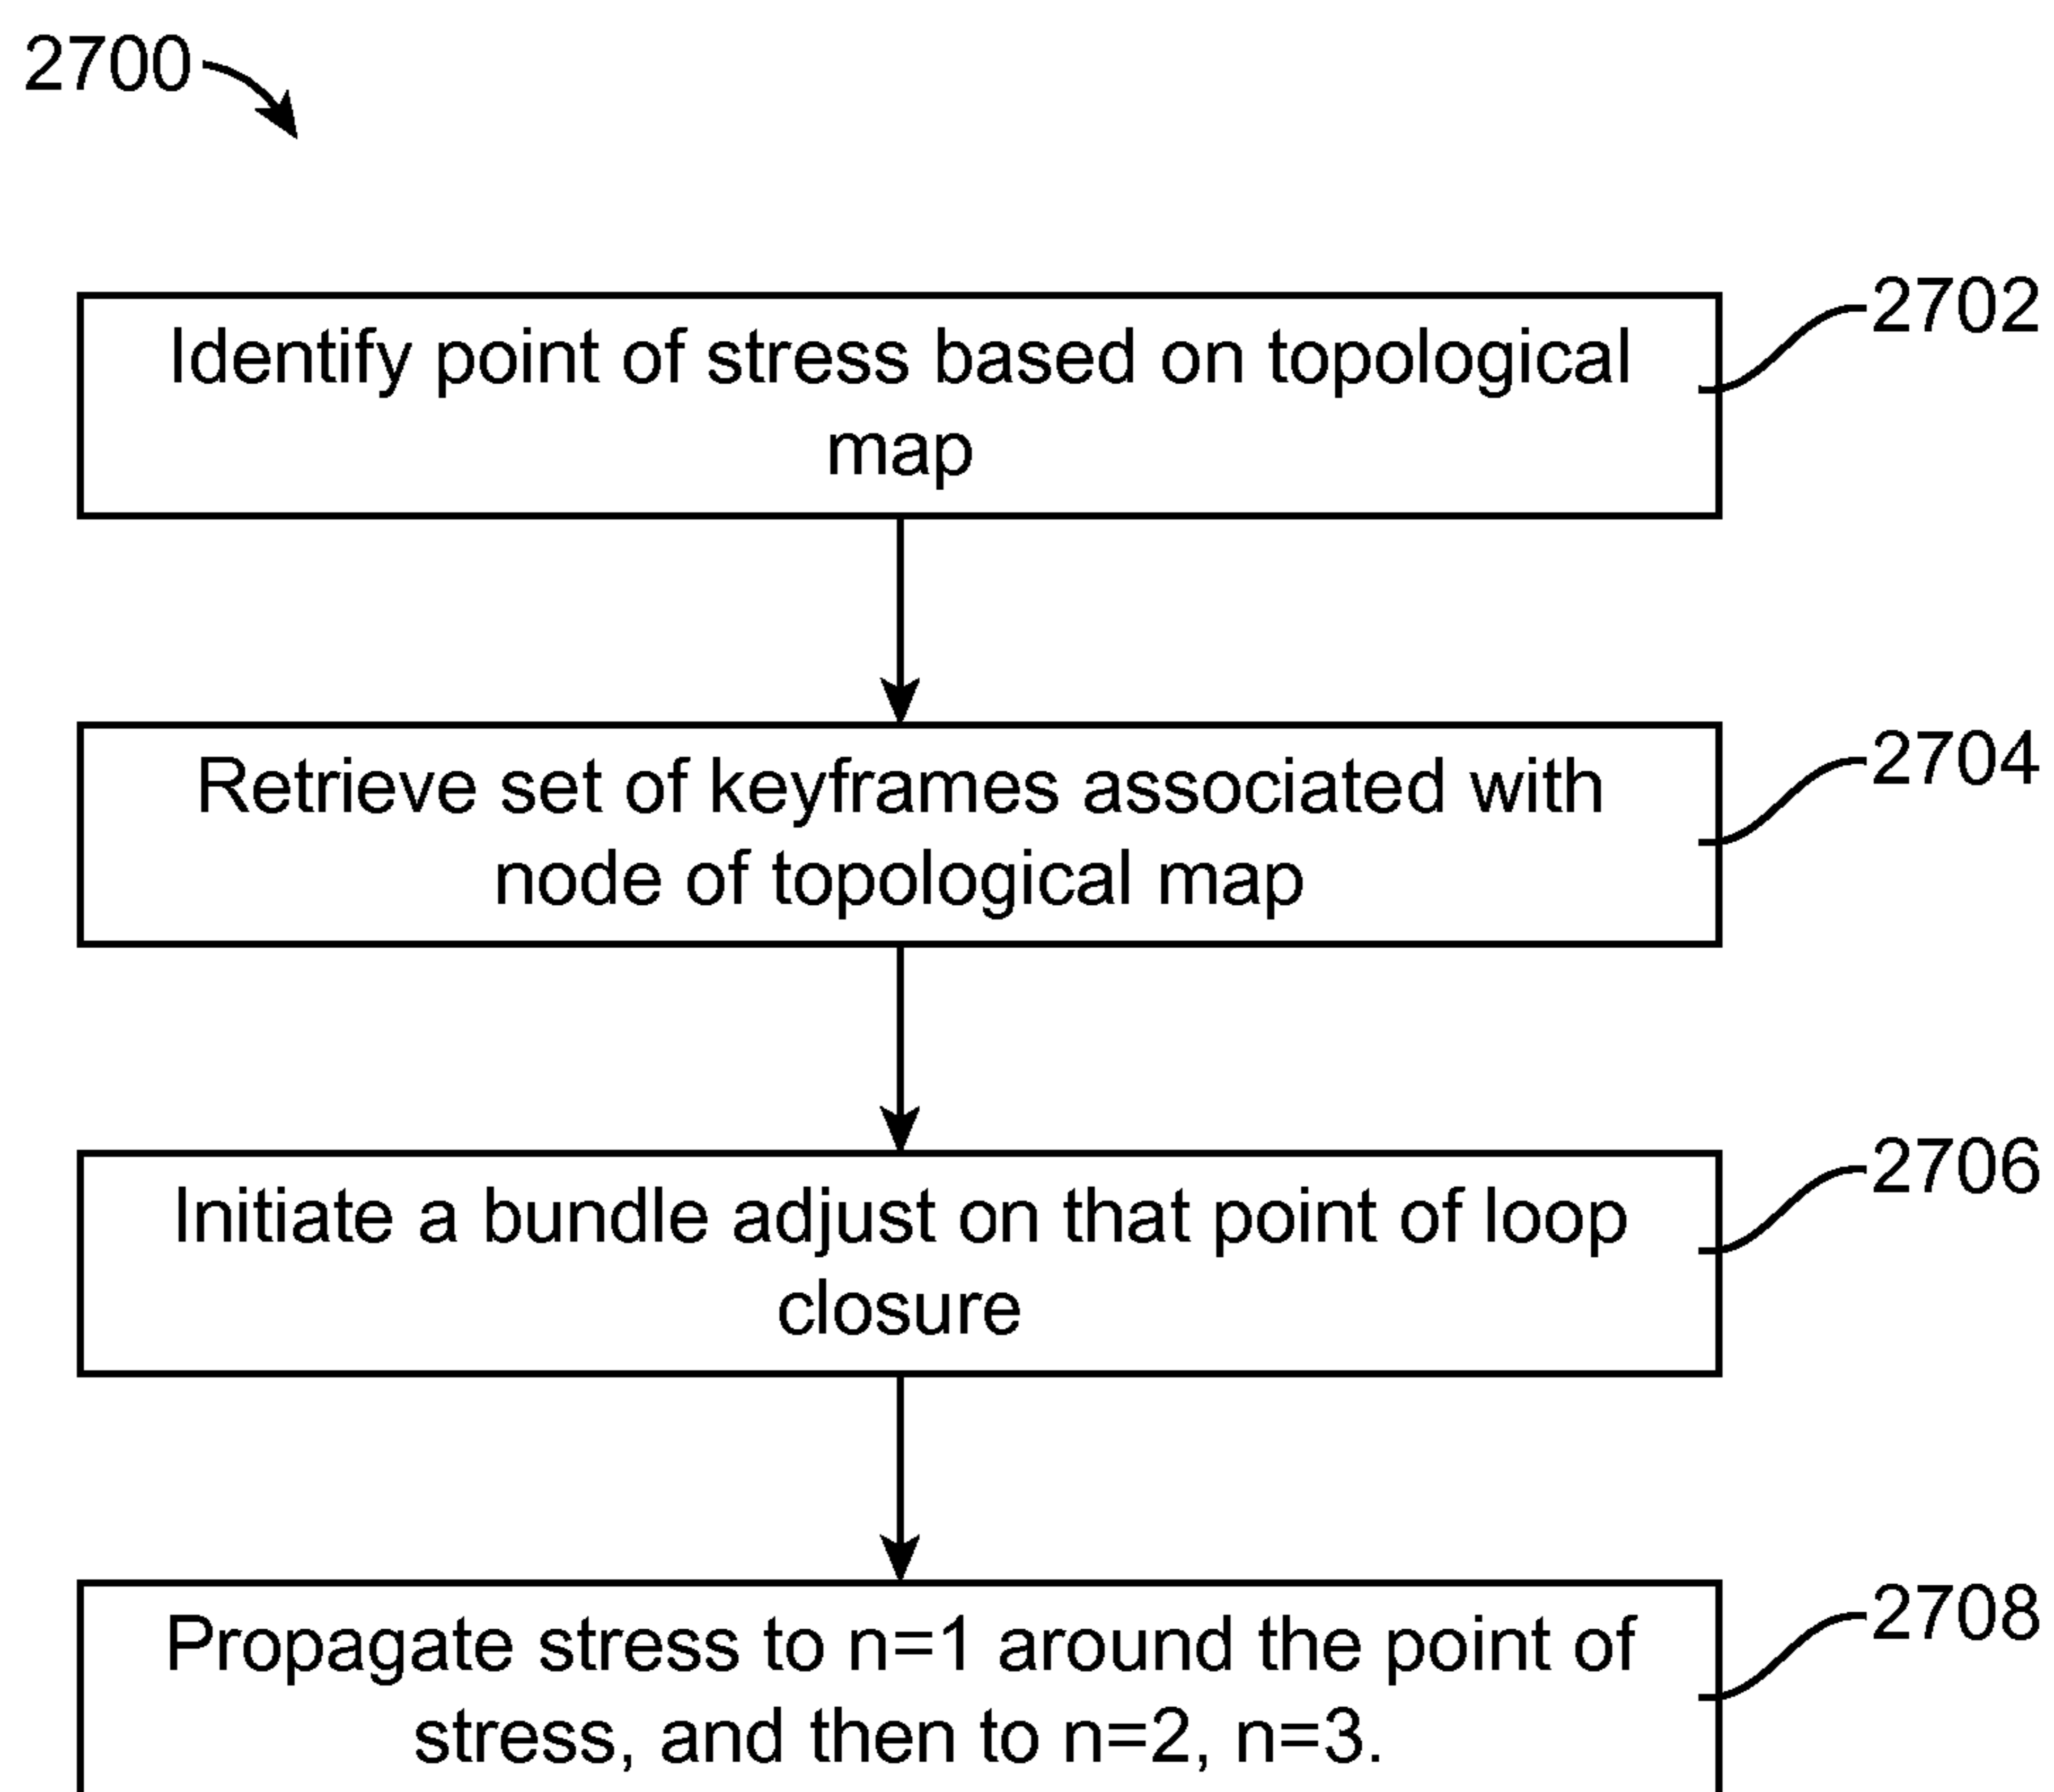 2700
Identify point of stress based on topological
map
2702
Retrieve set of keyframes associated with
node of topological map
2704
Initiate a bundle adjust on that point of loop
closure
2706
Propagate stress to n=1 around the point of
stress, and then to n=2, n=3.
2708